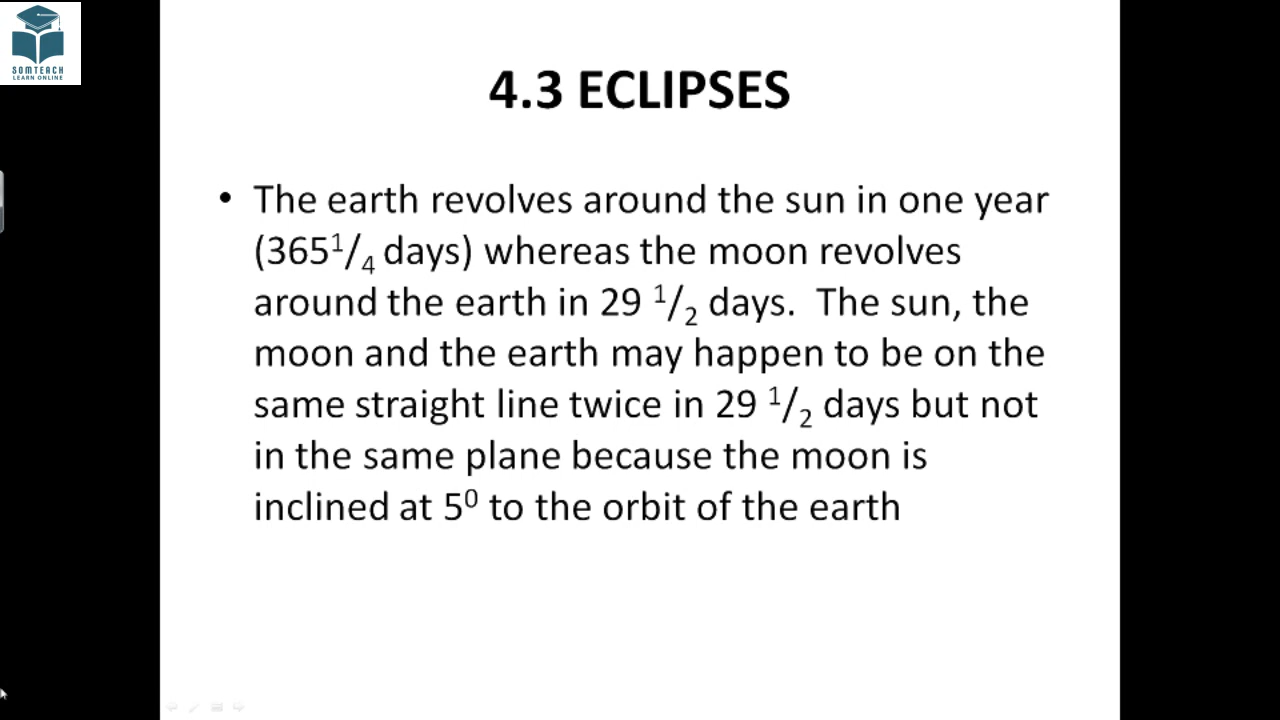 SOMTEACH
LEARN ONLINE
4.3 ECLIPSES
• The earth revolves around the sun in one year
(365¹/₄ days) whereas the moon revolves
around the earth in 29 ¹/₂ days.  The sun, the
moon and the earth may happen to be on the
same straight line twice in 29 ¹/₂ days but not
in the same plane because the moon is
inclined at 5⁰ to the orbit of the earth